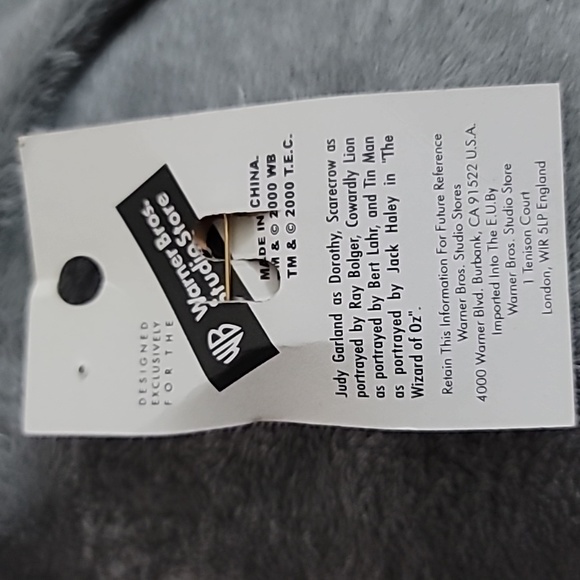 DESIGNED
EXCLUSIVELY
FOR THE
WB
Warner Bros.
Studio Store
MADE IN CHINA.
TM & © 2000 WB
TM & © 2000 T.E.C.
Judy Garland as Dorothy, Scarecrow as
portrayed by Ray Bolger, Cowardly Lion
as portrayed by Bert Lahr, and Tin Man
as portrayed by Jack Haley in "The
Wizard of Oz".
Retain This Information For Future Reference
Warner Bros. Studio Stores
4000 Warner Blvd. Burbank, CA 91522 U.S.A.
Imported Into The E.U.By
Warner Bros. Studio Store
1 Tenison Court
London, WIR 5LP England